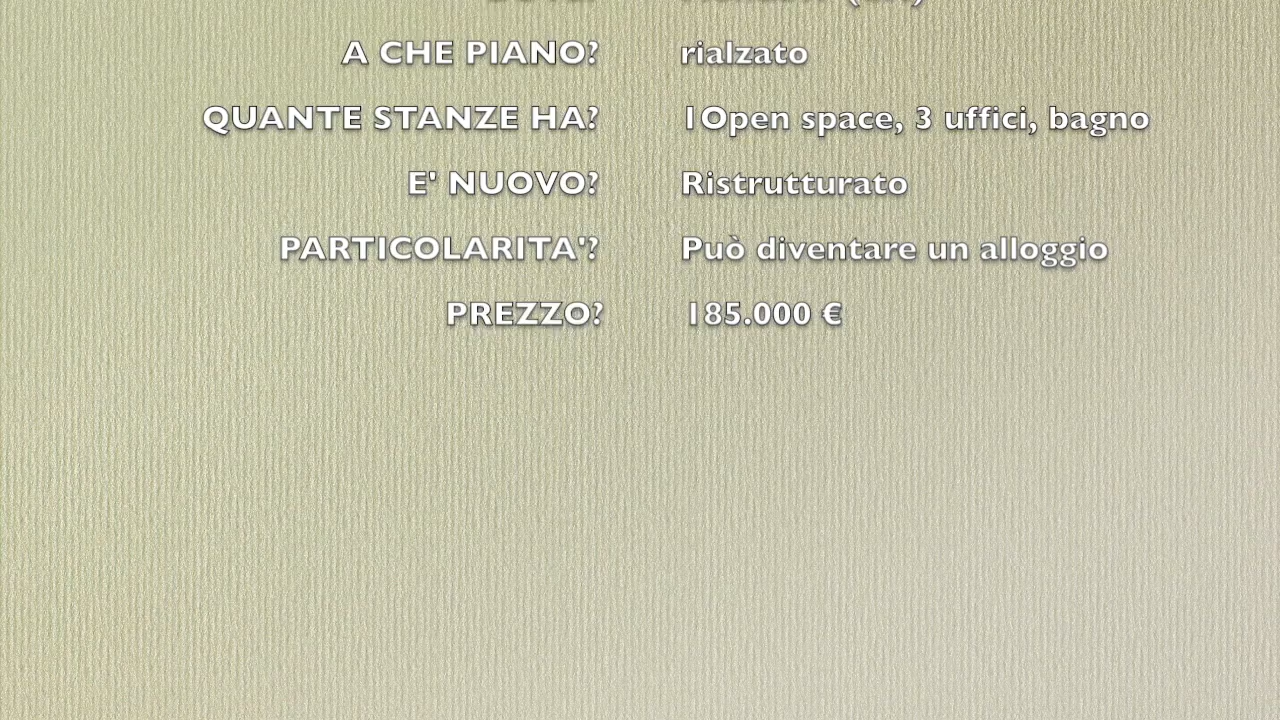 A CHE PIANO? rialzato
QUANTE STANZE HA? 1Open space, 3 uffici, bagno
E' NUOVO? Ristrutturato
PARTICOLARITA'? Può diventare un alloggio
PREZZO? 185.000 €